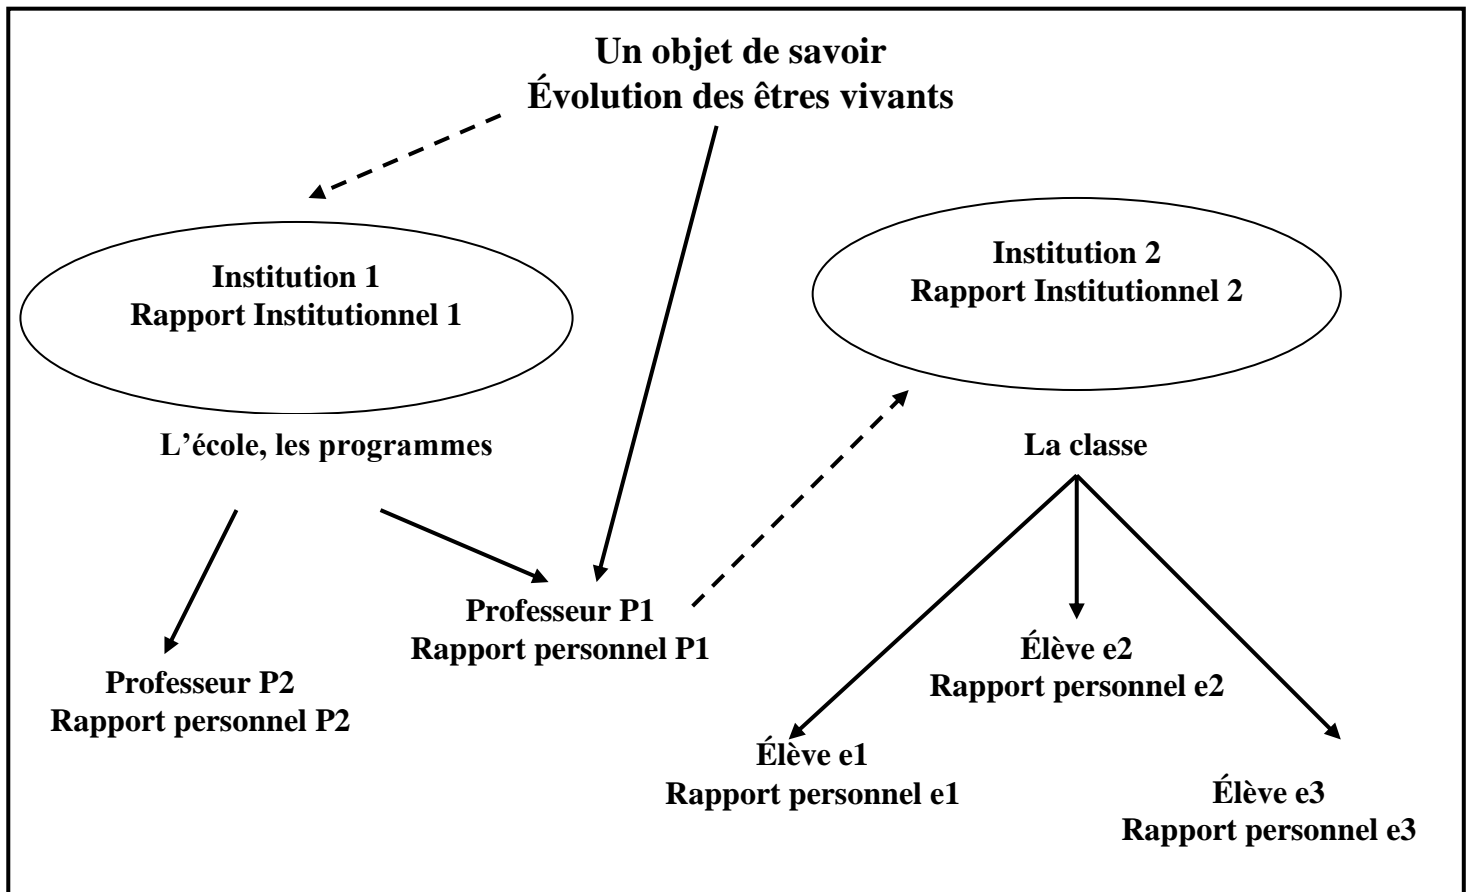 Un objet de savoir
Évolution des êtres vivants
Institution 1
Rapport Institutionnel 1
Institution 2
Rapport Institutionnel 2
L’école, les programmes
La classe
Professeur P1
Rapport personnel P1
Professeur P2
Rapport personnel P2
Élève e2
Rapport personnel e2
Élève e1
Rapport personnel e1
Élève e3
Rapport personnel e3